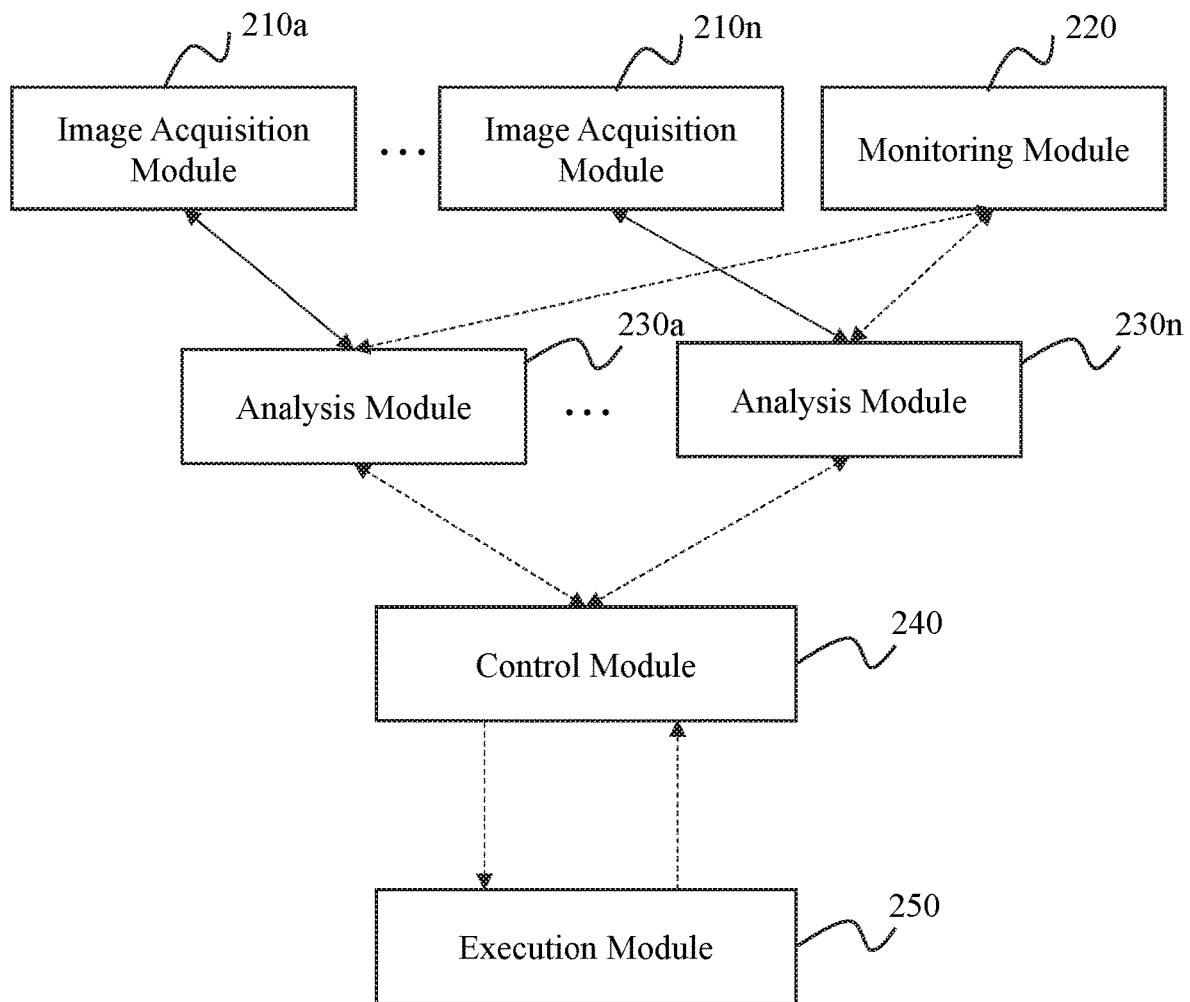 210a
210n
220
Image Acquisition
Module
...
Image Acquisition
Module
Monitoring Module
230a
230n
Analysis Module
...
Analysis Module
240
Control Module
250
Execution Module